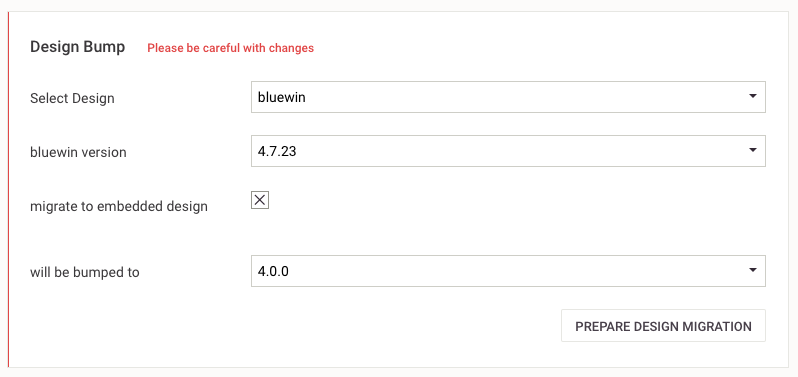 Design Bump Please be careful with changes
Select Design bluewin
bluewin version 4.7.23
migrate to embedded design
will be bumped to 4.0.0
PREPARE DESIGN MIGRATION